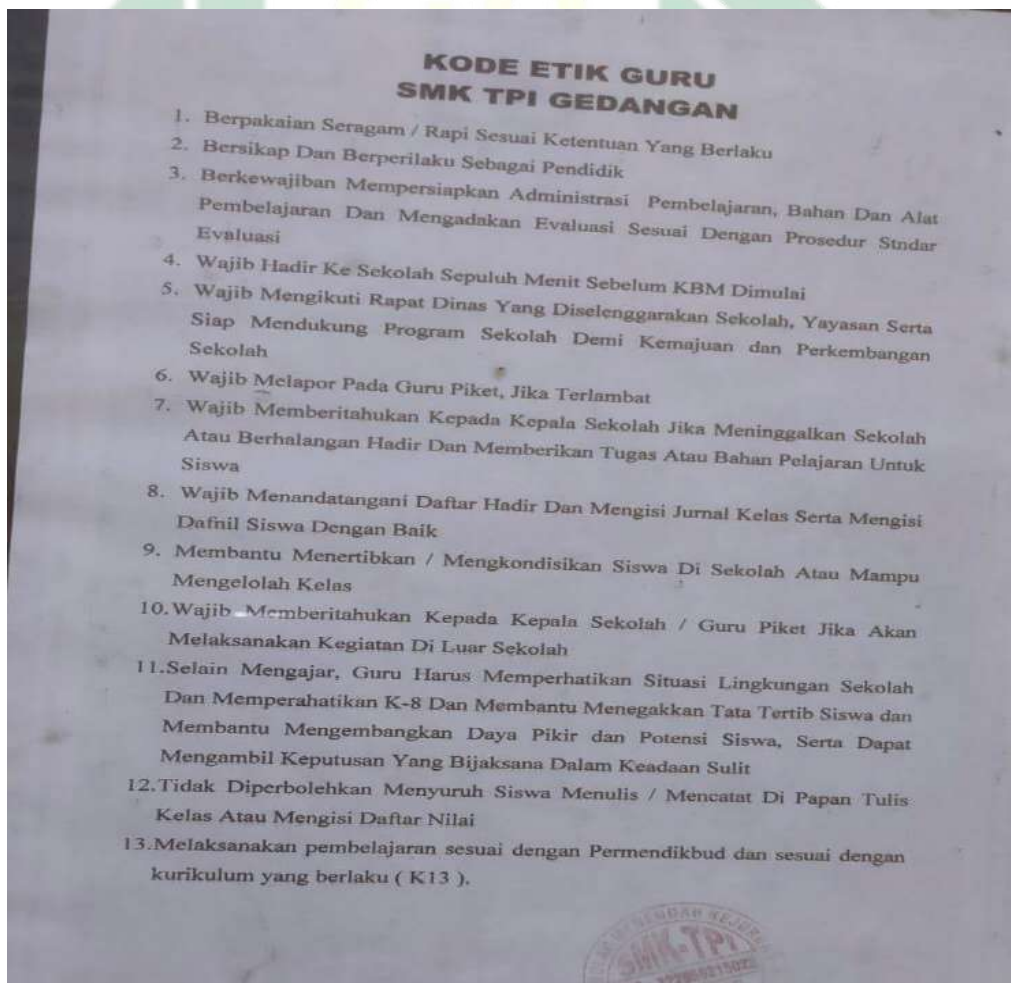 KODE ETIK GURU
SMK TPI GEDANGAN
1. Berpakaian Seragam / Rapi Sesuai Ketentuan Yang Berlaku
2. Bersikap Dan Berperilaku Sebagai Pendidik
3. Berkewajiban Mempersiapkan Administrasi Pembelajaran, Bahan Dan Alat
Pembelajaran Dan Mengadakan Evaluasi Sesuai Dengan Prosedur Stndar
Evaluasi
4. Wajib Hadir Ke Sekolah Sepuluh Menit Sebelum KBM Dimulai
5. Wajib Mengikuti Rapat Dinas Yang Diselenggarakan Sekolah, Yayasan Serta
Siap Mendukung Program Sekolah Demi Kemajuan dan Perkembangan
Sekolah
6. Wajib Melapor Pada Guru Piket, Jika Terlambat
7. Wajib Memberitahukan Kepada Kepala Sekolah Jika Meninggalkan Sekolah
Atau Berhalangan Hadir Dan Memberikan Tugas Atau Bahan Pelajaran Untuk
Siswa
8. Wajib Menandatangani Daftar Hadir Dan Mengisi Jurnal Kelas Serta Mengisi
Dafnil Siswa Dengan Baik
9. Membantu Menertibkan / Mengkondisikan Siswa Di Sekolah Atau Mampu
Mengelolah Kelas
10. Wajib Memberitahukan Kepada Kepala Sekolah / Guru Piket Jika Akan
Melaksanakan Kegiatan Di Luar Sekolah
11.Selain Mengajar, Guru Harus Memperhatikan Situasi Lingkungan Sekolah
Dan Memperahatikan K-8 Dan Membantu Menegakkan Tata Tertib Siswa dan
Membantu Mengembangkan Daya Pikir dan Potensi Siswa, Serta Dapat
Mengambil Keputusan Yang Bijaksana Dalam Keadaan Sulit
12.Tidak Diperbolehkan Menyuruh Siswa Menulis / Mencatat Di Papan Tulis
Kelas Atau Mengisi Daftar Nilai
13.Melaksanakan pembelajaran sesuai dengan Permendikbud dan sesuai dengan
kurikulum yang berlaku ( K13 ).
SMK-TPI